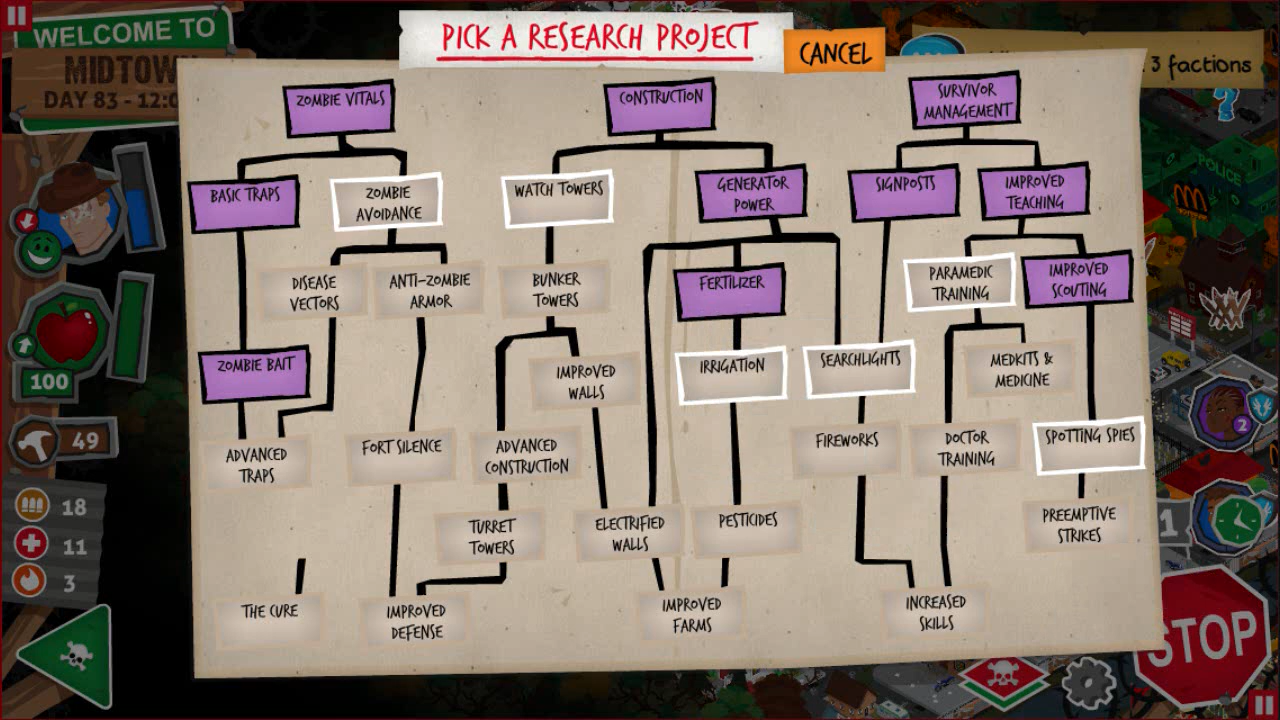 PICK A RESEARCH PROJECT
CANCEL
WELCOME TO
MIDTOWN
DAY 83 - 12:0
3 factions
ZOMBIE VITALS
CONSTRUCTION
SURVIVOR
MANAGEMENT
BASIC TRAPS
ZOMBIE
AVOIDANCE
WATCH TOWERS
GENERATOR
POWER
SIGNPOSTS
IMPROVED
TEACHING
POLICE
DISEASE
VECTORS
ANTI-ZOMBIE
ARMOR
BUNKER
TOWERS
FERTILIZER
PARAMEDIC
TRAINING
IMPROVED
SCOUTING
ZOMBIE BAIT
IMPROVED
WALLS
IRRIGATION
SEARCHLIGHTS
MEDKITS &
MEDICINE
100
2
49
ADVANCED
TRAPS
FORT SILENCE
ADVANCED
CONSTRUCTION
FIREWORKS
DOCTOR
TRAINING
SPOTTING SPIES
18
11
3
TURRET
TOWERS
ELECTRIFIED
WALLS
PESTICIDES
PREEMPTIVE
STRIKES
1
THE CURE
IMPROVED
DEFENSE
IMPROVED
FARMS
INCREASED
SKILLS
STOP